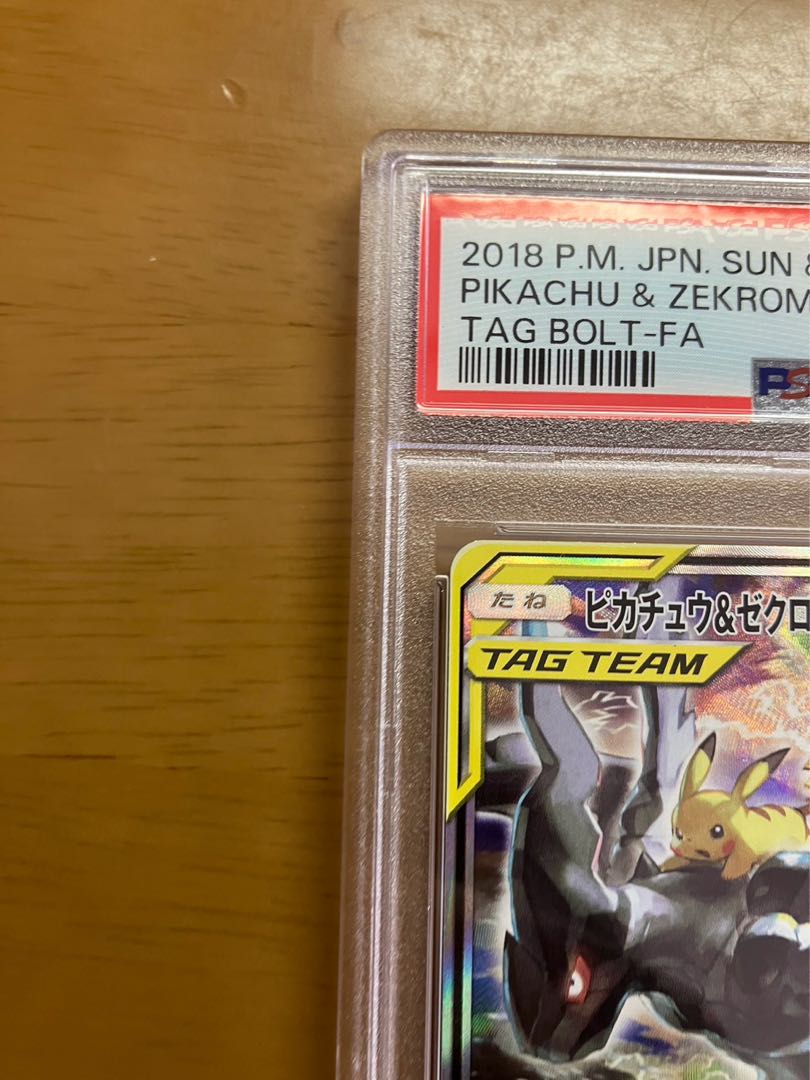 2018 P.M. JPN. SUN &
PIKACHU & ZEKROM
TAG BOLT-FA
PS
たね ピカチュウ&ゼクロ
TAG TEAM